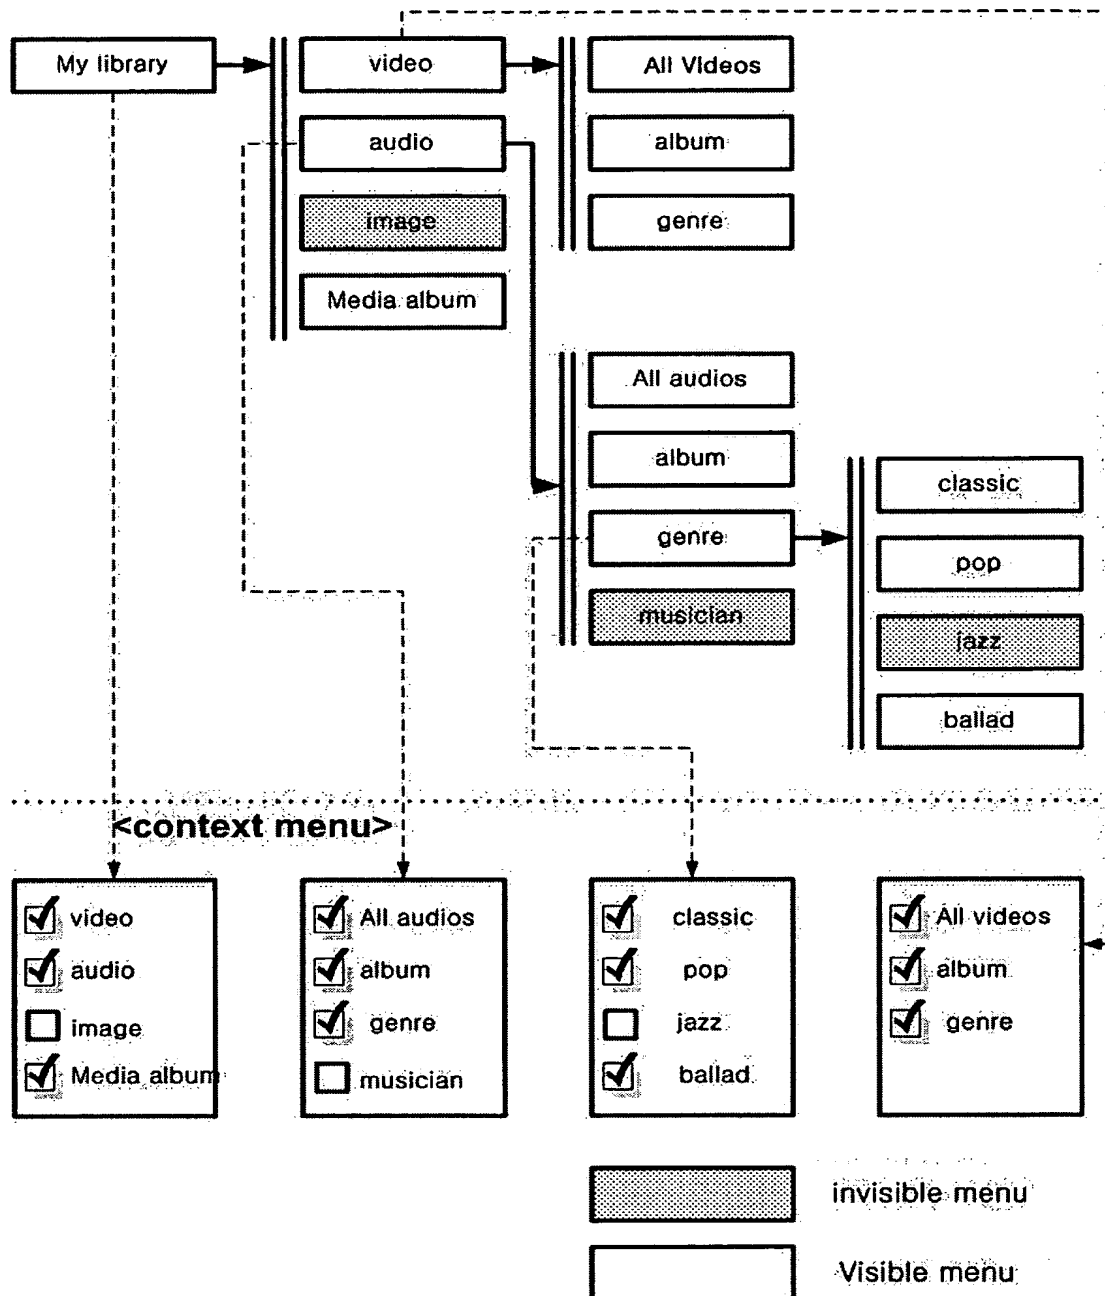 My library
video
audio
image
Media album
All Videos
album
genre
All audios
album
genre
musician
classic
pop
jazz
ballad
<context menu>
video
audio
image
Media album
All audios
album
genre
musician
classic
pop
jazz
ballad
All videos
album
genre
invisible menu
Visible menu